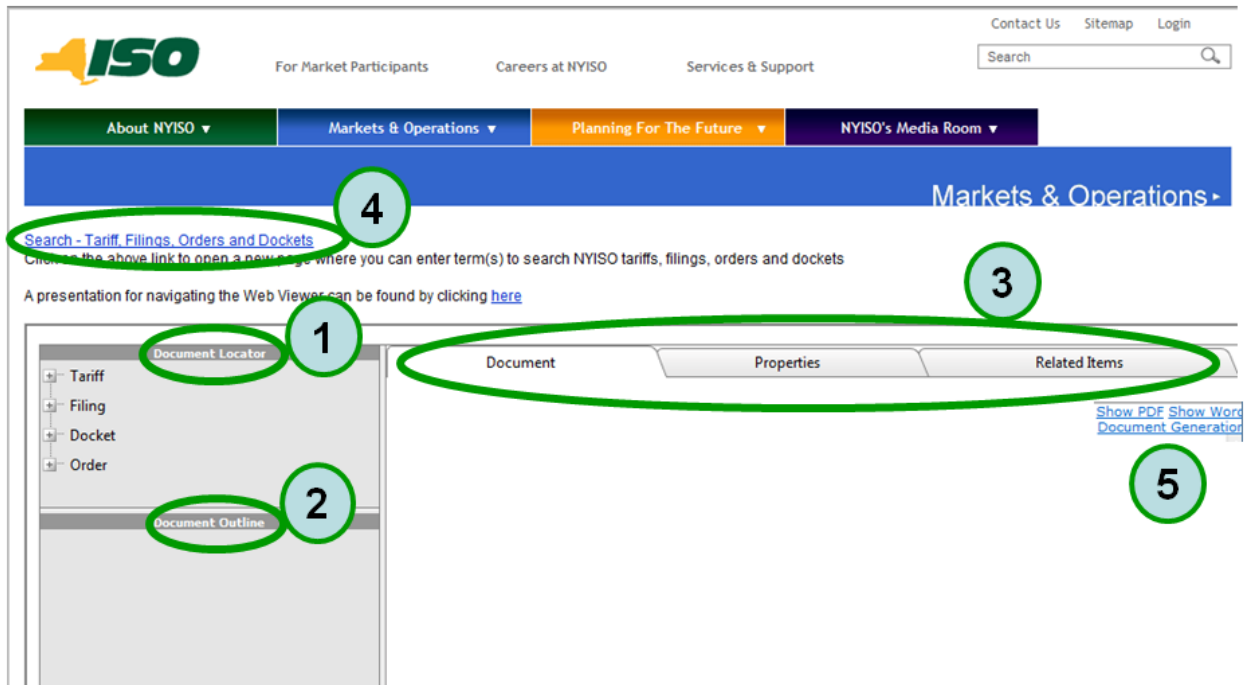 Contact Us Sitemap Login
ISO
For Market Participants Careers at NYISO Services & Support
Search
About NYISO ▼ Markets & Operations ▼ Planning For The Future ▼ NYISO's Media Room ▼
Markets & Operations ▸
4
Search - Tariff, Filings, Orders and Dockets
Click on the above link to open a new page where you can enter term(s) to search NYISO tariffs, filings, orders and dockets
A presentation for navigating the Web Viewer can be found by clicking here
3
1
Document Locator
Document Properties Related Items
Tariff
Filing
Docket
Order
Show PDF Show Word
Document Generation
5
2
Document Outline